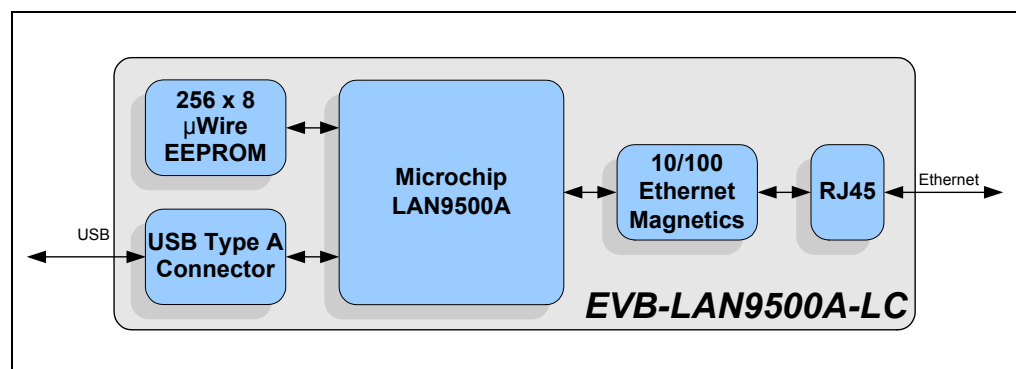 256 x 8
µWire
EEPROM
Microchip
LAN9500A
10/100
Ethernet
Magnetics
RJ45
Ethernet
USB
USB Type A
Connector
EVB-LAN9500A-LC